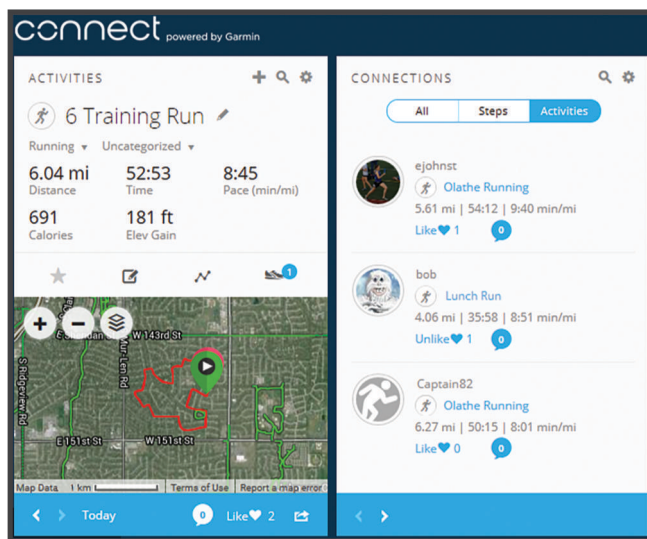 connect powered by Garmin
ACTIVITIES
6 Training Run
Running Uncategorized
6.04 mi 52:53 8:45
Distance Time Pace (min/mi)
691 181 ft
Calories Elev Gain
1
W 143rd St
S Ridgeview Rd
Mur-Len Rd
E 151st St W 151st St
Map Data 1 km Terms of Use Report a map error
Today 0 Like 2
CONNECTIONS
All Steps Activities
ejohnst
Olathe Running
5.61 mi | 54:12 | 9:40 min/mi
Like 1 0
bob
Lunch Run
4.06 mi | 35:58 | 8:51 min/mi
Unlike 1 0
Captain82
Olathe Running
6.27 mi | 50:15 | 8:01 min/mi
Like 0 0